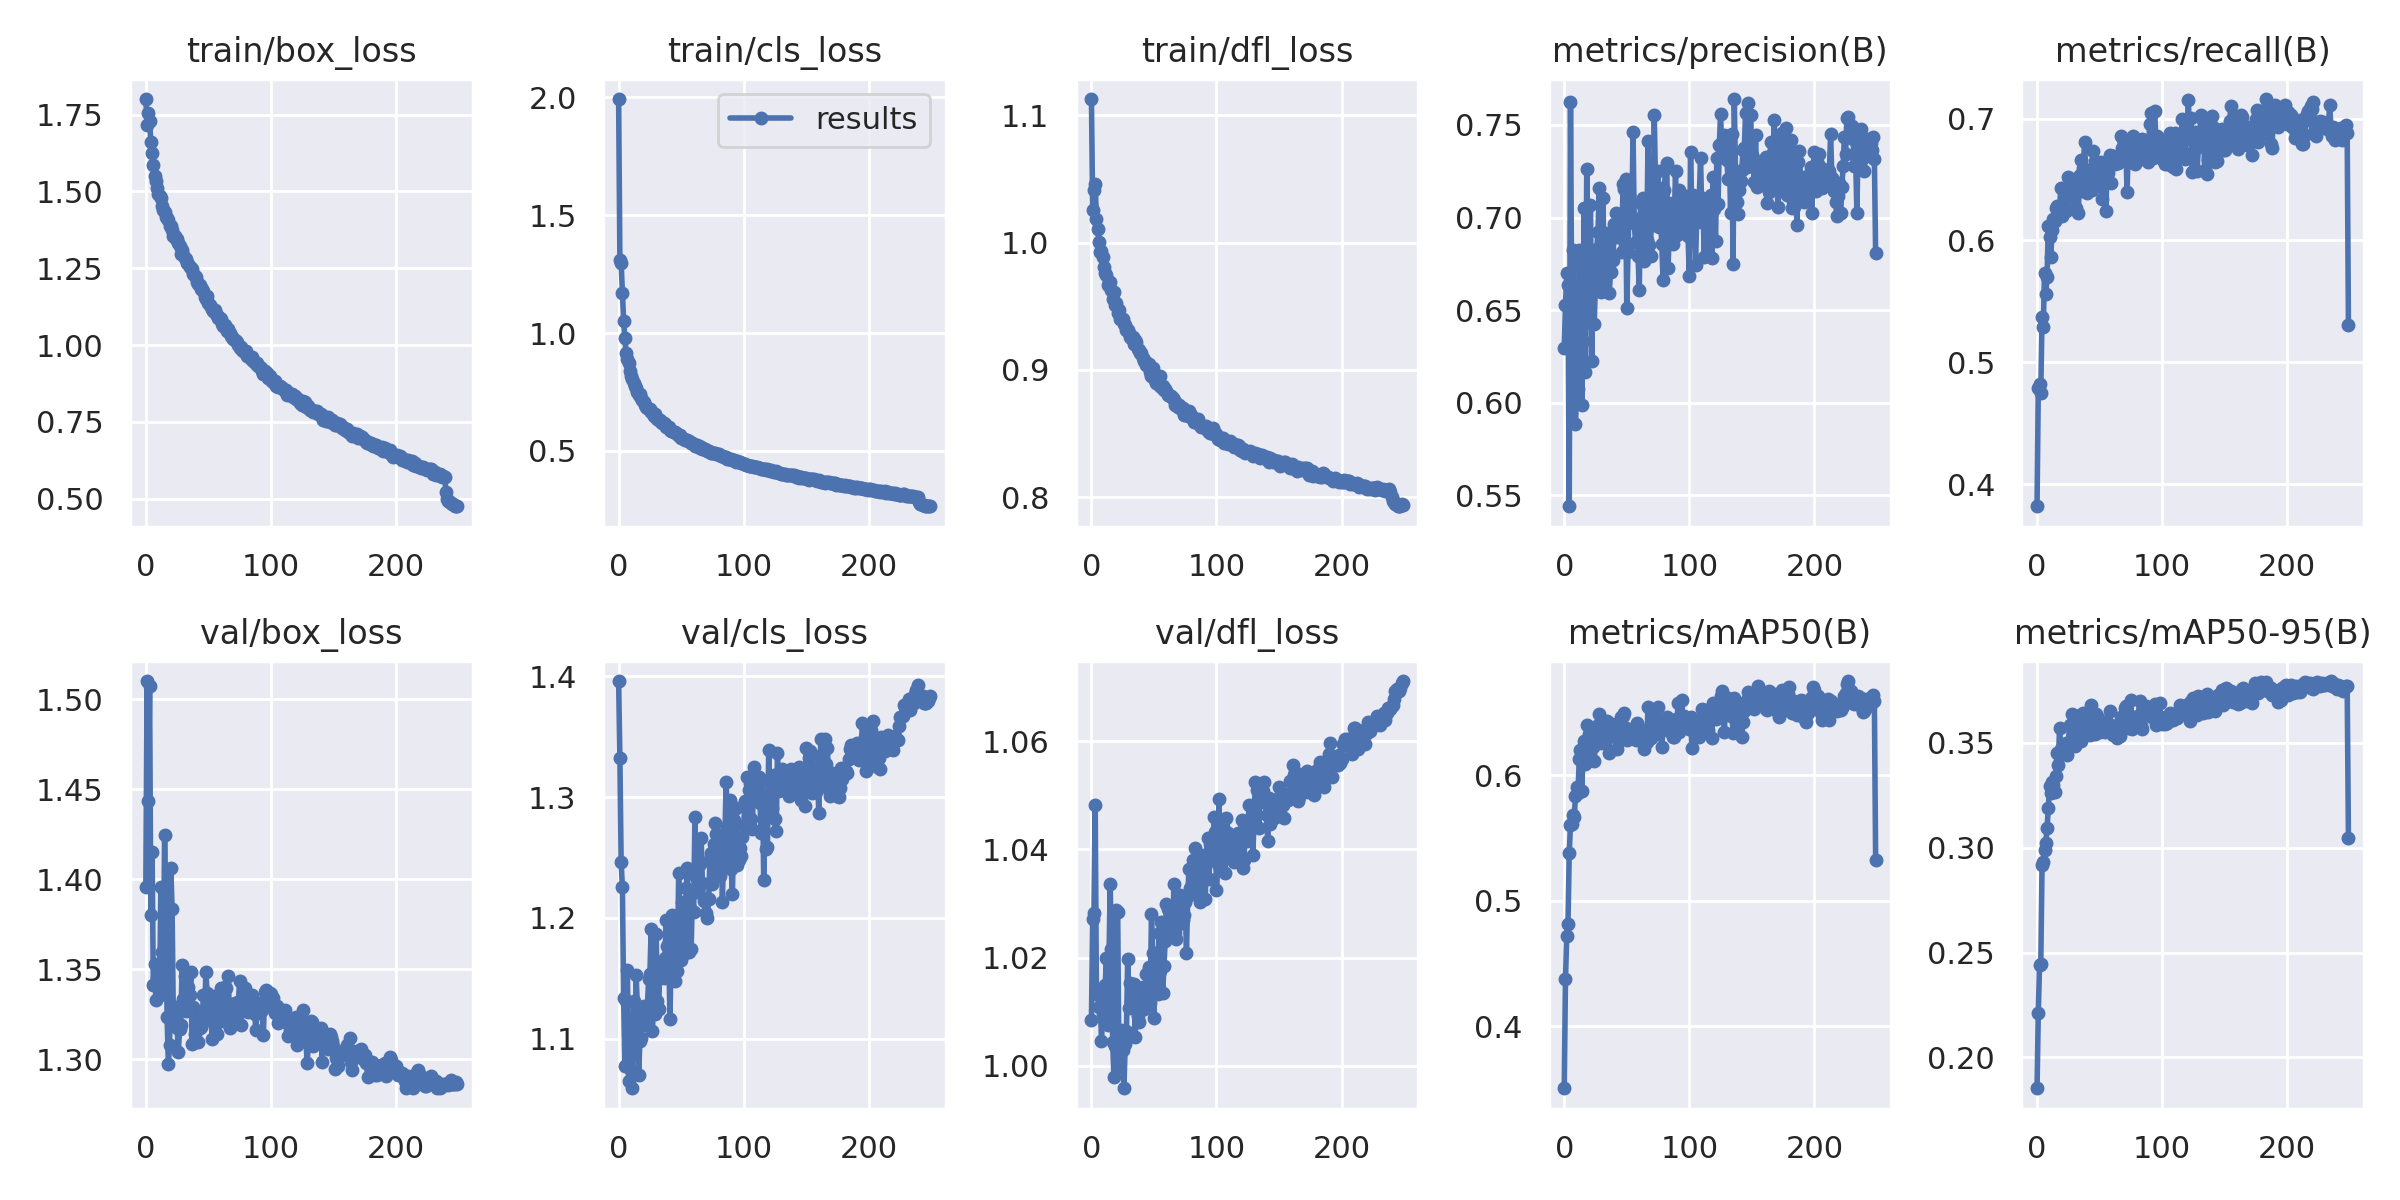 train/box_loss
1.75
1.50
1.25
1.00
0.75
0.50
0 100 200
train/cls_loss
results
2.0
1.5
1.0
0.5
0 100 200
train/dfl_loss
1.1
1.0
0.9
0.8
0 100 200
metrics/precision(B)
0.75
0.70
0.65
0.60
0.55
0 100 200
metrics/recall(B)
0.7
0.6
0.5
0.4
0 100 200
val/box_loss
1.50
1.45
1.40
1.35
1.30
0 100 200
val/cls_loss
1.4
1.3
1.2
1.1
0 100 200
val/dfl_loss
1.06
1.04
1.02
1.00
0 100 200
metrics/mAP50(B)
0.6
0.5
0.4
0 100 200
metrics/mAP50-95(B)
0.35
0.30
0.25
0.20
0 100 200